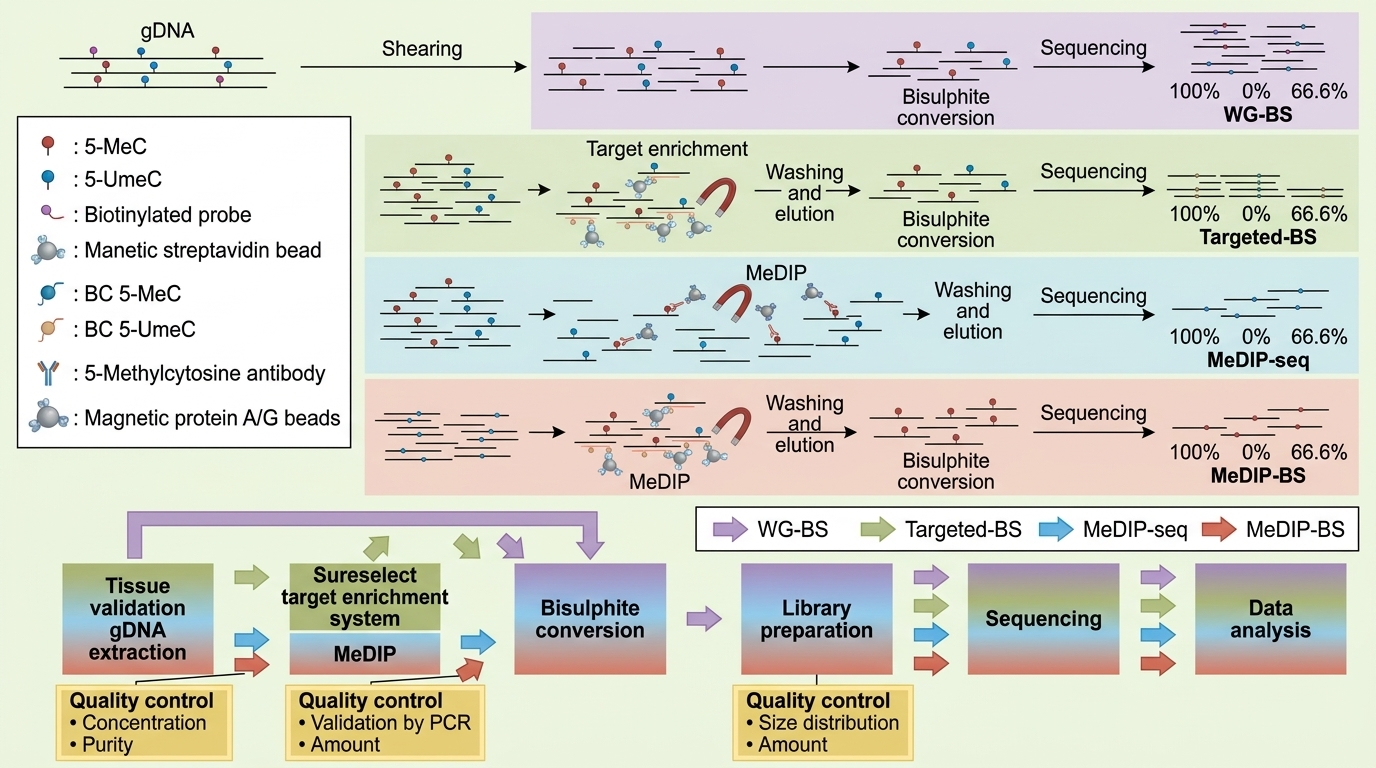 gDNA
Shearing
Bisulphite
conversion
Sequencing
100% 0% 66.6%
WG-BS
: 5-MeC
: 5-UmeC
: Biotinylated probe
: Manetic streptavidin bead
: BC 5-MeC
: BC 5-UmeC
: 5-Methylcytosine antibody
: Magnetic protein A/G beads
Target enrichment
Washing
and
elution
Bisulphite
conversion
Sequencing
100% 0% 66.6%
Targeted-BS
MeDIP
Washing
and
elution
Sequencing
100% 0% 66.6%
MeDIP-seq
MeDIP
Washing
and
elution
Bisulphite
conversion
Sequencing
100% 0% 66.6%
MeDIP-BS
WG-BS Targeted-BS MeDIP-seq MeDIP-BS
Tissue
validation
gDNA
extraction
Sureselect
target enrichment
system
MeDIP
Bisulphite
conversion
Library
preparation
Sequencing
Data
analysis
Quality control
• Concentration
• Purity
Quality control
• Validation by PCR
• Amount
Quality control
• Size distribution
• Amount